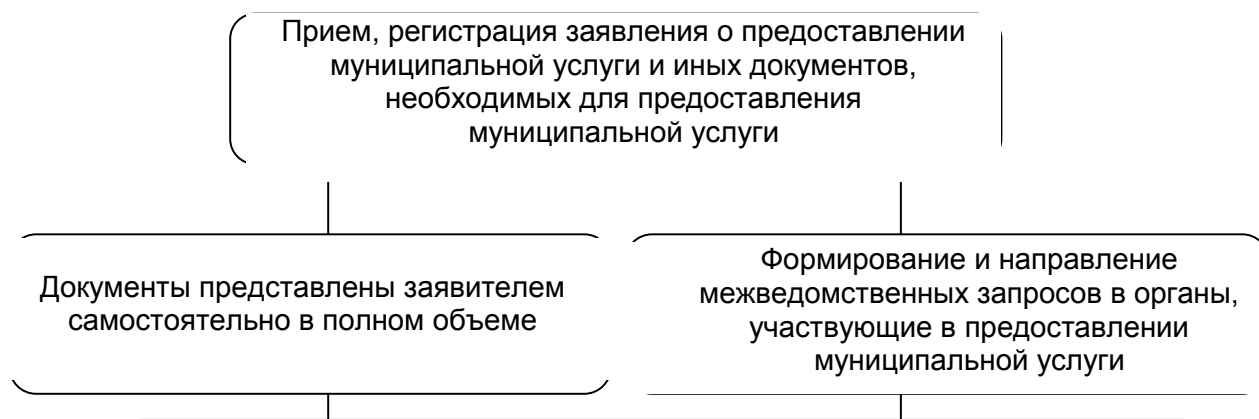 Прием, регистрация заявления о предоставлении
муниципальной услуги и иных документов,
необходимых для предоставления
муниципальной услуги
Документы представлены заявителем
самостоятельно в полном объеме
Формирование и направление
межведомственных запросов в органы,
участвующие в предоставлении
муниципальной услуги